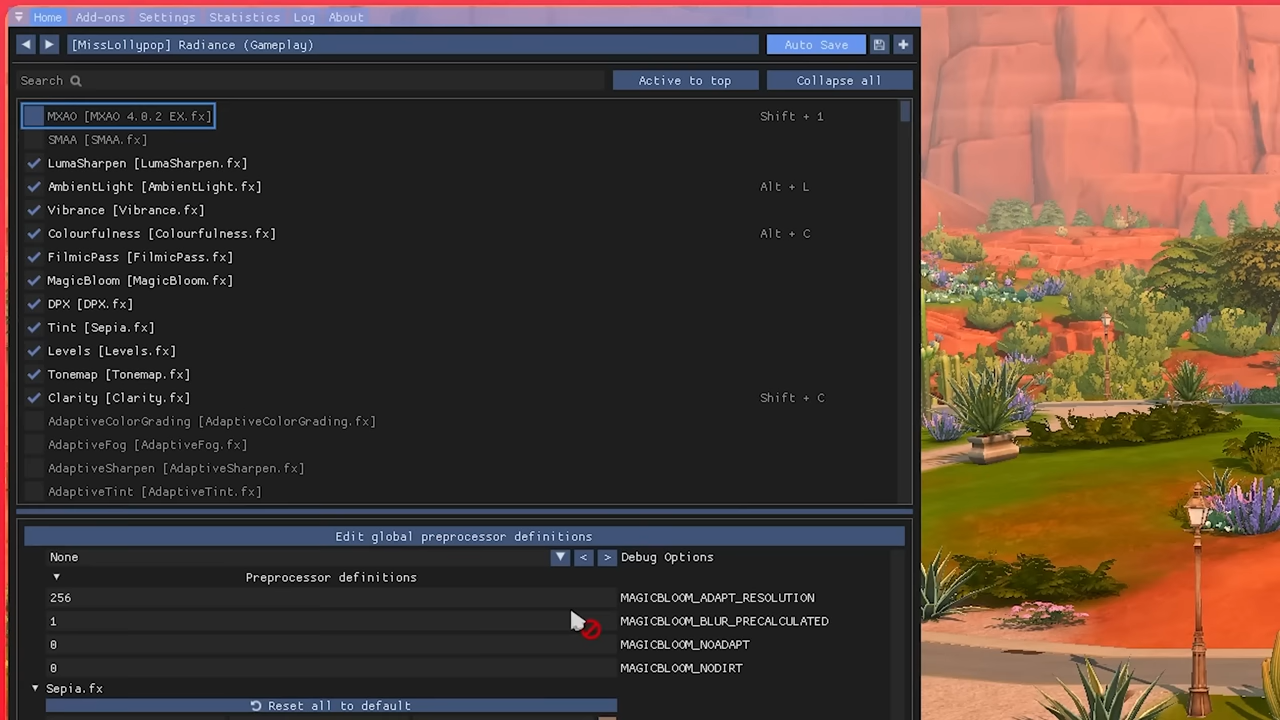 Home Add-ons Settings Statistics Log About
[MissLollypop] Radiance (Gameplay) Auto Save
Search Active to top Collapse all
MXAO [MXAO 4.0.2 EX.fx] Shift + 1
SMAA [SMAA.fx]
LumaSharpen [LumaSharpen.fx]
AmbientLight [AmbientLight.fx] Alt + L
Vibrance [Vibrance.fx]
Colourfulness [Colourfulness.fx] Alt + C
FilmicPass [FilmicPass.fx]
MagicBloom [MagicBloom.fx]
DPX [DPX.fx]
Tint [Sepia.fx]
Levels [Levels.fx]
Tonemap [Tonemap.fx]
Clarity [Clarity.fx] Shift + C
AdaptiveColorGrading [AdaptiveColorGrading.fx]
AdaptiveFog [AdaptiveFog.fx]
AdaptiveSharpen [AdaptiveSharpen.fx]
AdaptiveTint [AdaptiveTint.fx]
Edit global preprocessor definitions
None < > Debug Options
Preprocessor definitions
256 MAGICBLOOM_ADAPT_RESOLUTION
1 MAGICBLOOM_BLUR_PRECALCULATED
0 MAGICBLOOM_NOADAPT
0 MAGICBLOOM_NODIRT
Sepia.fx
Reset all to default